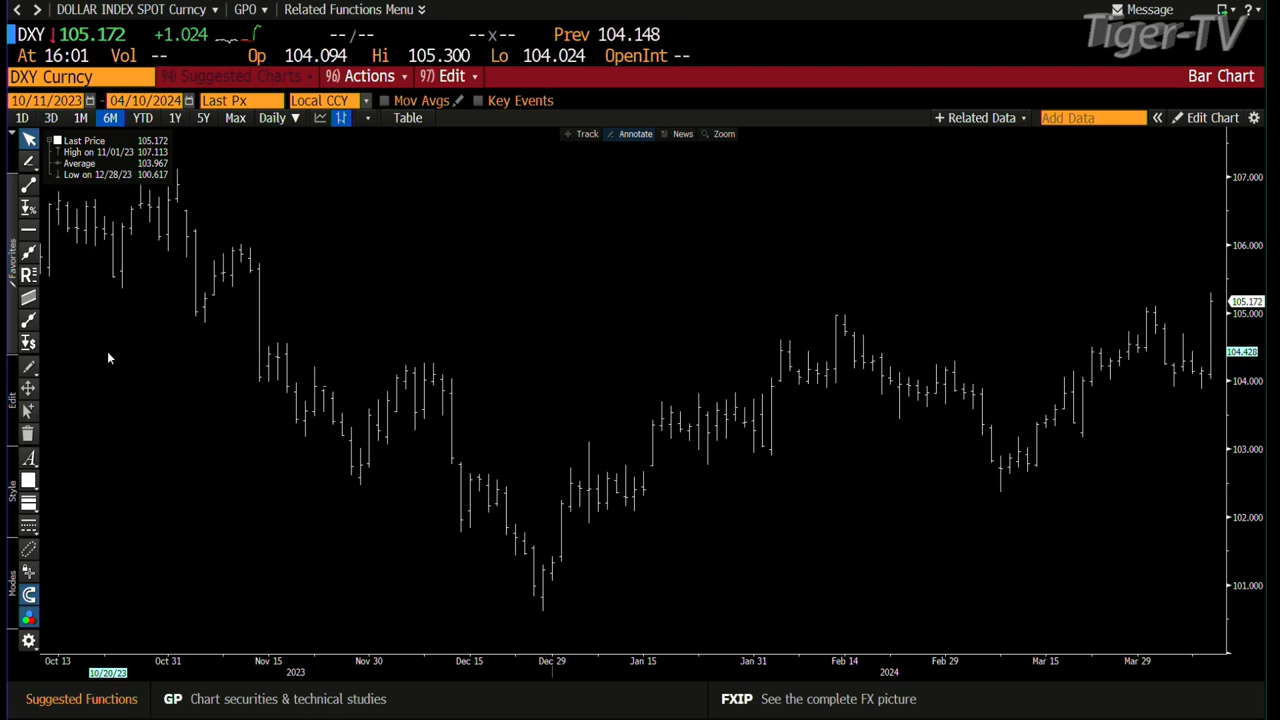 DOLLAR INDEX SPOT Curncy GPO Related Functions Menu Message
Tiger-TV
DXY 105.172 +1.024 -- / -- -- x -- Prev 104.148
At 16:01 Vol -- Op 104.094 Hi 105.300 Lo 104.024 OpenInt --
DXY Curncy 94) Suggested Charts 96) Actions 97) Edit Bar Chart
10/11/2023 - 04/10/2024 Last Px Local CCY Mov Avgs Key Events
1D 3D 1M 6M YTD 1Y 5Y Max Daily Table + Related Data Add Data Edit Chart
Track Annotate News Zoom
Last Price 105.172
High on 11/01/23 107.113
Average 103.967
Low on 12/28/23 100.617
107.000
106.000
105.172
105.000
104.428
104.000
103.000
102.000
101.000
Favorites
Edit
Style
Modes
Oct 13 Oct 31 Nov 15 Nov 30 Dec 15 Dec 29 Jan 15 Jan 31 Feb 14 Feb 29 Mar 15 Mar 29
10/20/23 2023 2024
Suggested Functions GP Chart securities & technical studies FXIP See the complete FX picture